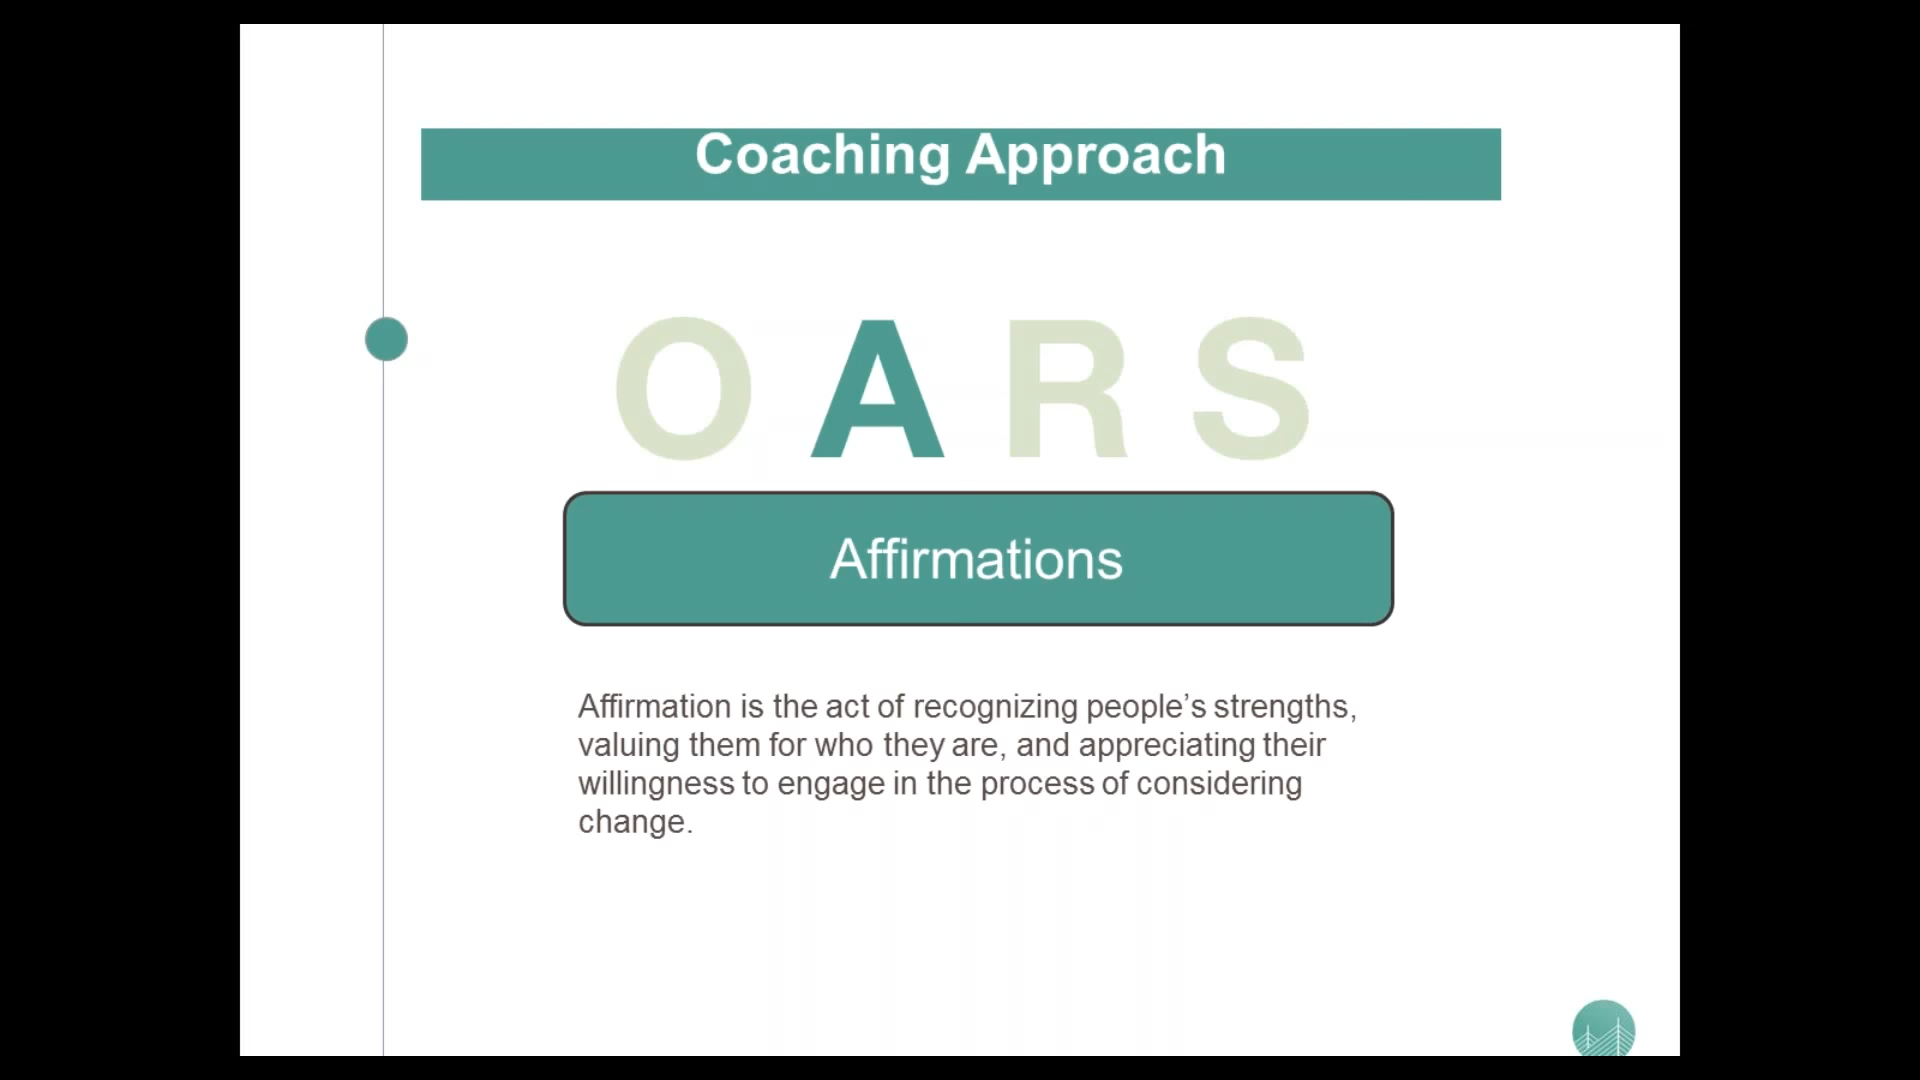 Coaching Approach
O A R S
Affirmations
Affirmation is the act of recognizing people’s strengths,
valuing them for who they are, and appreciating their
willingness to engage in the process of considering
change.